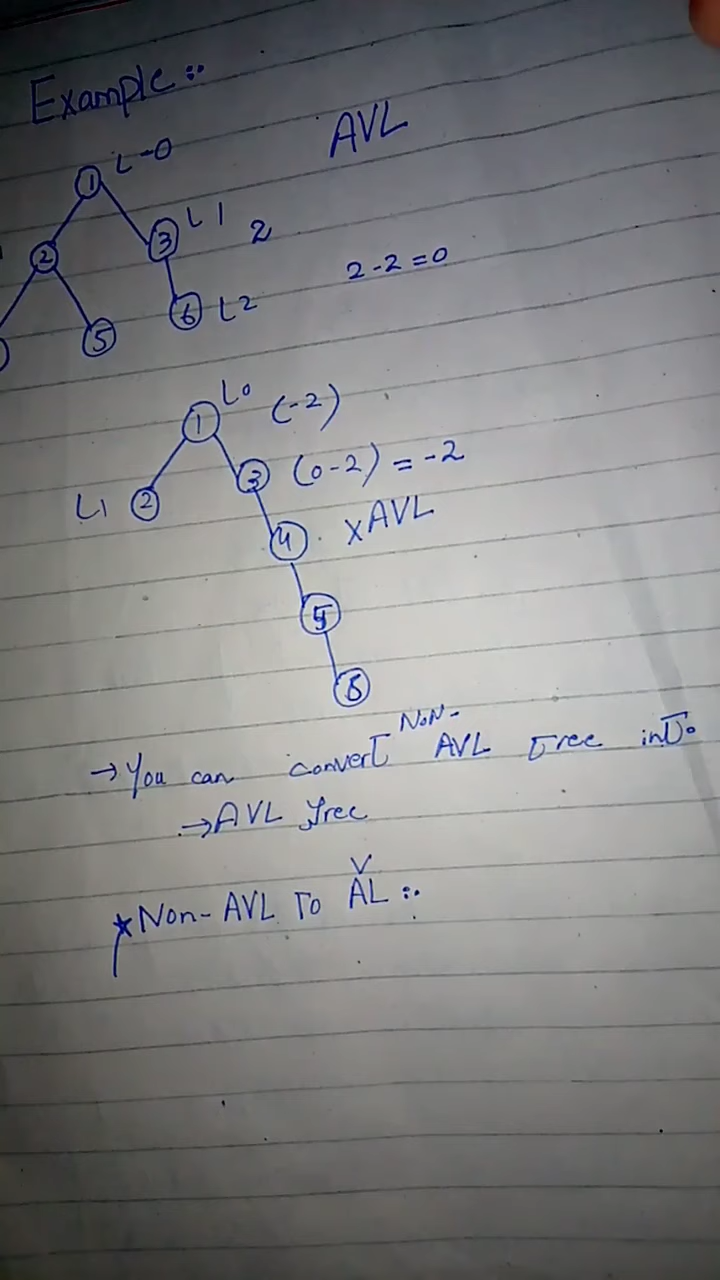 Example :
AVL
1 L-0
2 3 L1 2
2-2=0
5 6 L2
1 L0 (-2)
L1 2 3 (0-2) = -2
4 xAVL
5
6
→ You can convert NoN- AVL Tree into
→ AVL Tree
*Non-AVL To AVL :